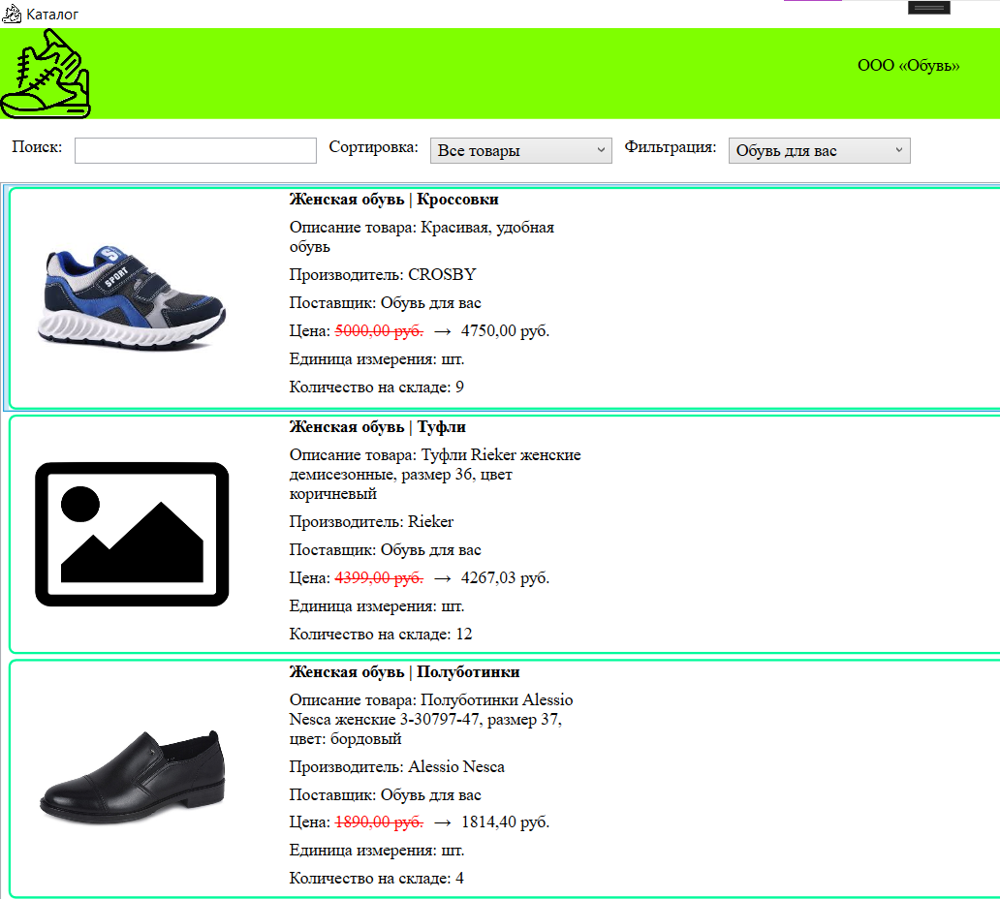 Каталог
ООО «Обувь»
Поиск:
Сортировка:
Все товары
Фильтрация:
Обувь для вас
Женская обувь | Кроссовки
Описание товара: Красивая, удобная
обувь
Производитель: CROSBY
Поставщик: Обувь для вас
Цена: 5000,00 руб. → 4750,00 руб.
Единица измерения: шт.
Количество на складе: 9
SPORT
Женская обувь | Туфли
Описание товара: Туфли Rieker женские
демисезонные, размер 36, цвет
коричневый
Производитель: Rieker
Поставщик: Обувь для вас
Цена: 4399,00 руб. → 4267,03 руб.
Единица измерения: шт.
Количество на складе: 12
Женская обувь | Полуботинки
Описание товара: Полуботинки Alessio
Nesca женские 3-30797-47, размер 37,
цвет: бордовый
Производитель: Alessio Nesca
Поставщик: Обувь для вас
Цена: 1890,00 руб. → 1814,40 руб.
Единица измерения: шт.
Количество на складе: 4